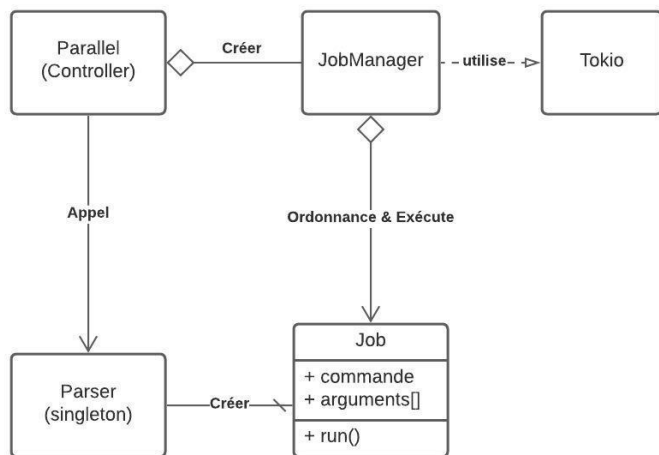 Parallel
(Controller)
Créer
JobManager
utilise
Tokio
Appel
Ordonnance & Exécute
Job
+ commande
+ arguments[]
+ run()
Parser
(singleton)
Créer